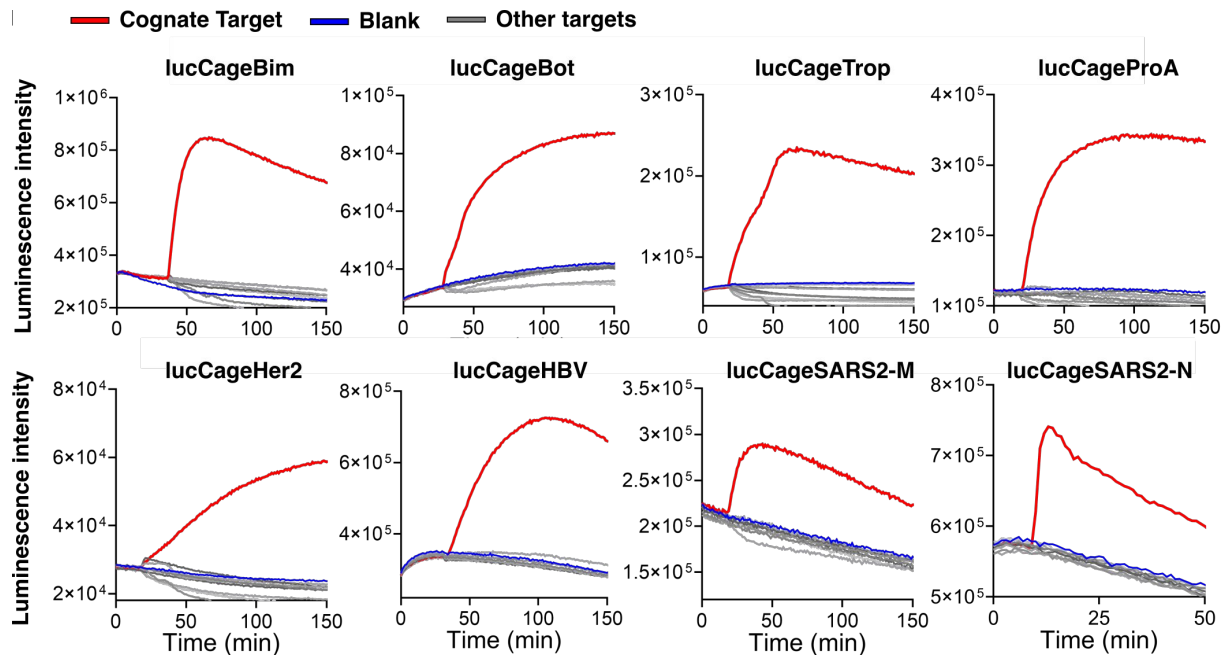 Cognate Target Blank Other targets
lucCageBim lucCageBot lucCageTrop lucCageProA
Luminescence intensity
1×10⁶
8×10⁵
6×10⁵
4×10⁵
2×10⁵
0 50 100 150
1×10⁵
8×10⁴
6×10⁴
4×10⁴
0 50 100 150
3×10⁵
2×10⁵
1×10⁵
0 50 100 150
4×10⁵
3×10⁵
2×10⁵
1×10⁵
0 50 100 150
lucCageHer2 lucCageHBV lucCageSARS2-M lucCageSARS2-N
Luminescence intensity
8×10⁴
6×10⁴
4×10⁴
2×10⁴
0 50 100 150
Time (min)
8×10⁵
6×10⁵
4×10⁵
0 50 100 150
Time (min)
3.5×10⁵
3×10⁵
2.5×10⁵
2×10⁵
1.5×10⁵
0 50 100 150
Time (min)
8×10⁵
7×10⁵
6×10⁵
5×10⁵
0 25 50
Time (min)